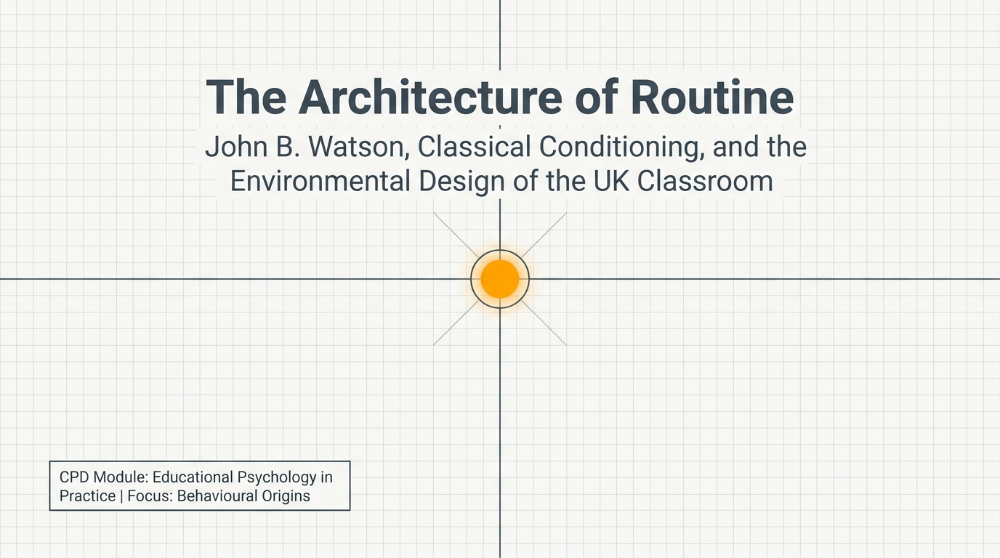 The Architecture of Routine
John B. Watson, Classical Conditioning, and the
Environmental Design of the UK Classroom
CPD Module: Educational Psychology in
Practice | Focus: Behavioural Origins